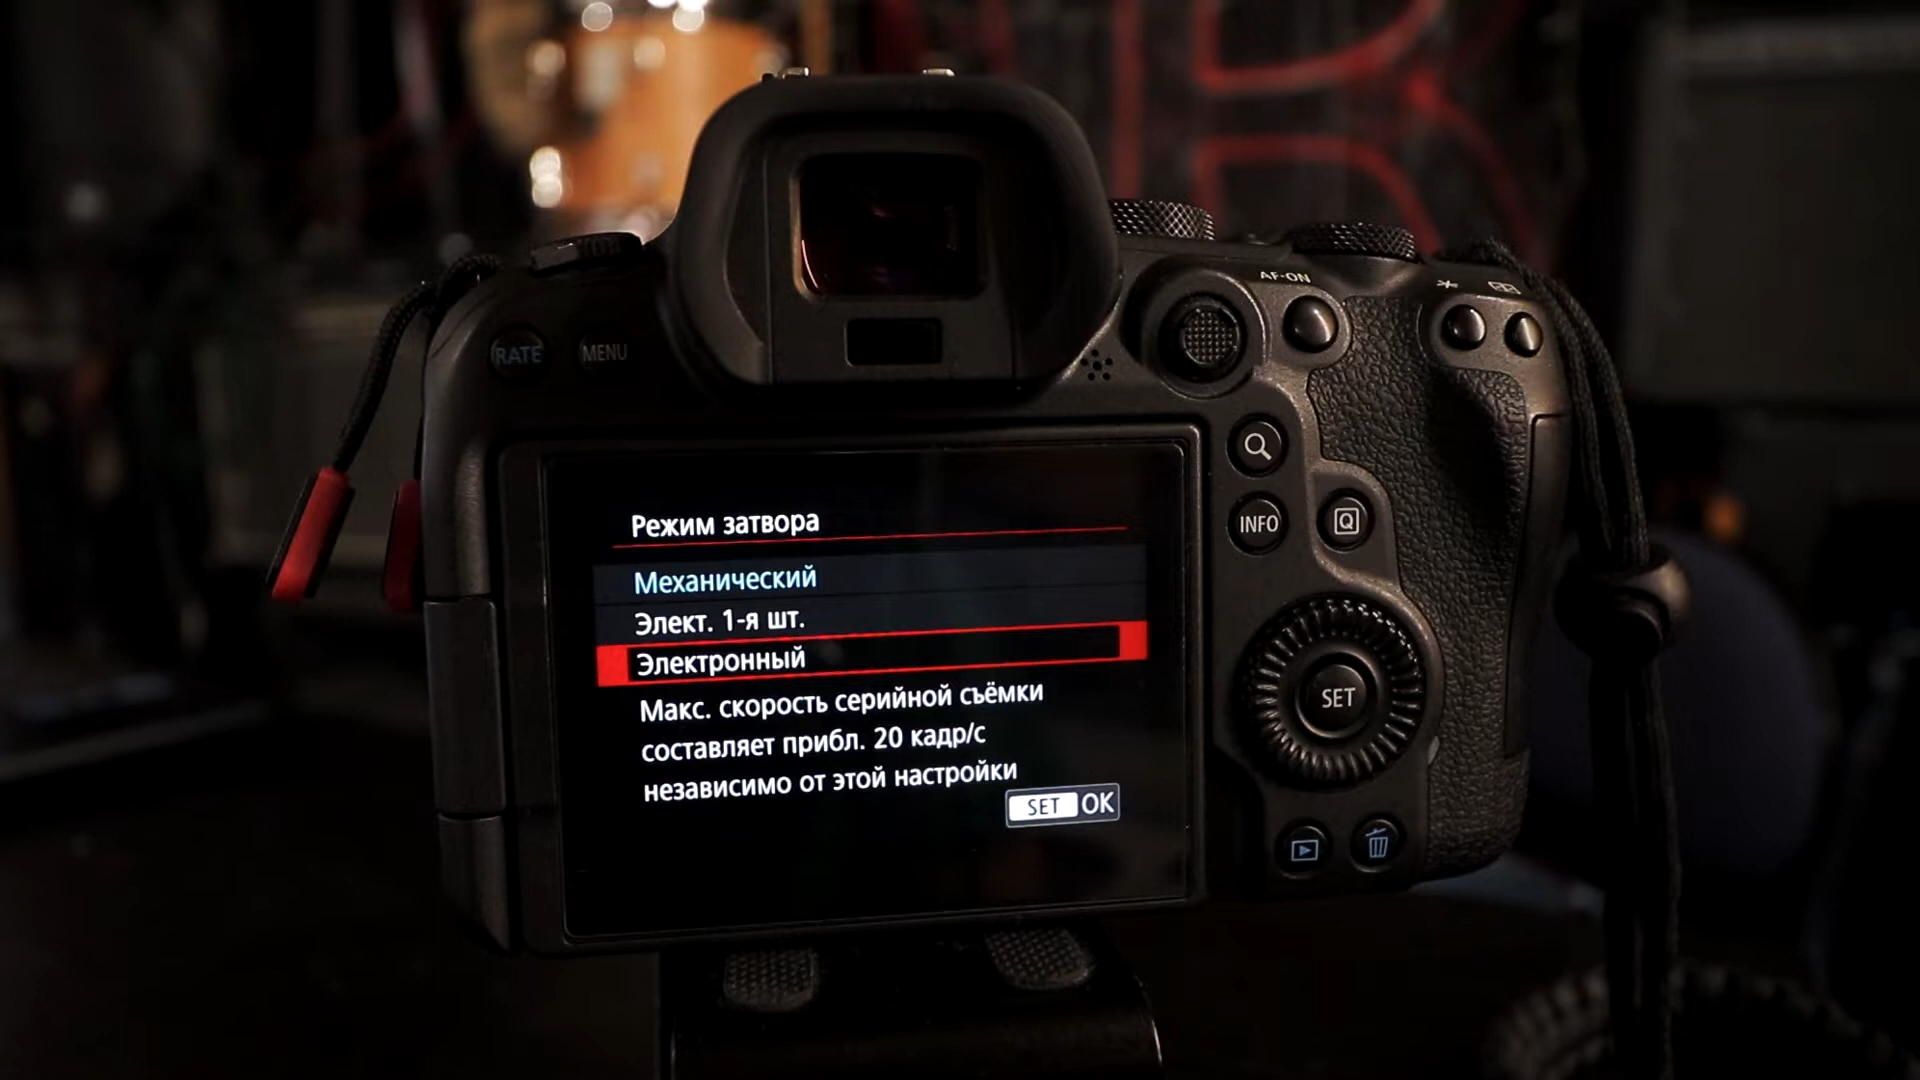 AF-ON
RATE
MENU
INFO
Q
Режим затвора
Механический
Элект. 1-я шт.
Электронный
Макс. скорость серийной съёмки
составляет прибл. 20 кадр/с
независимо от этой настройки
SET OK
SET